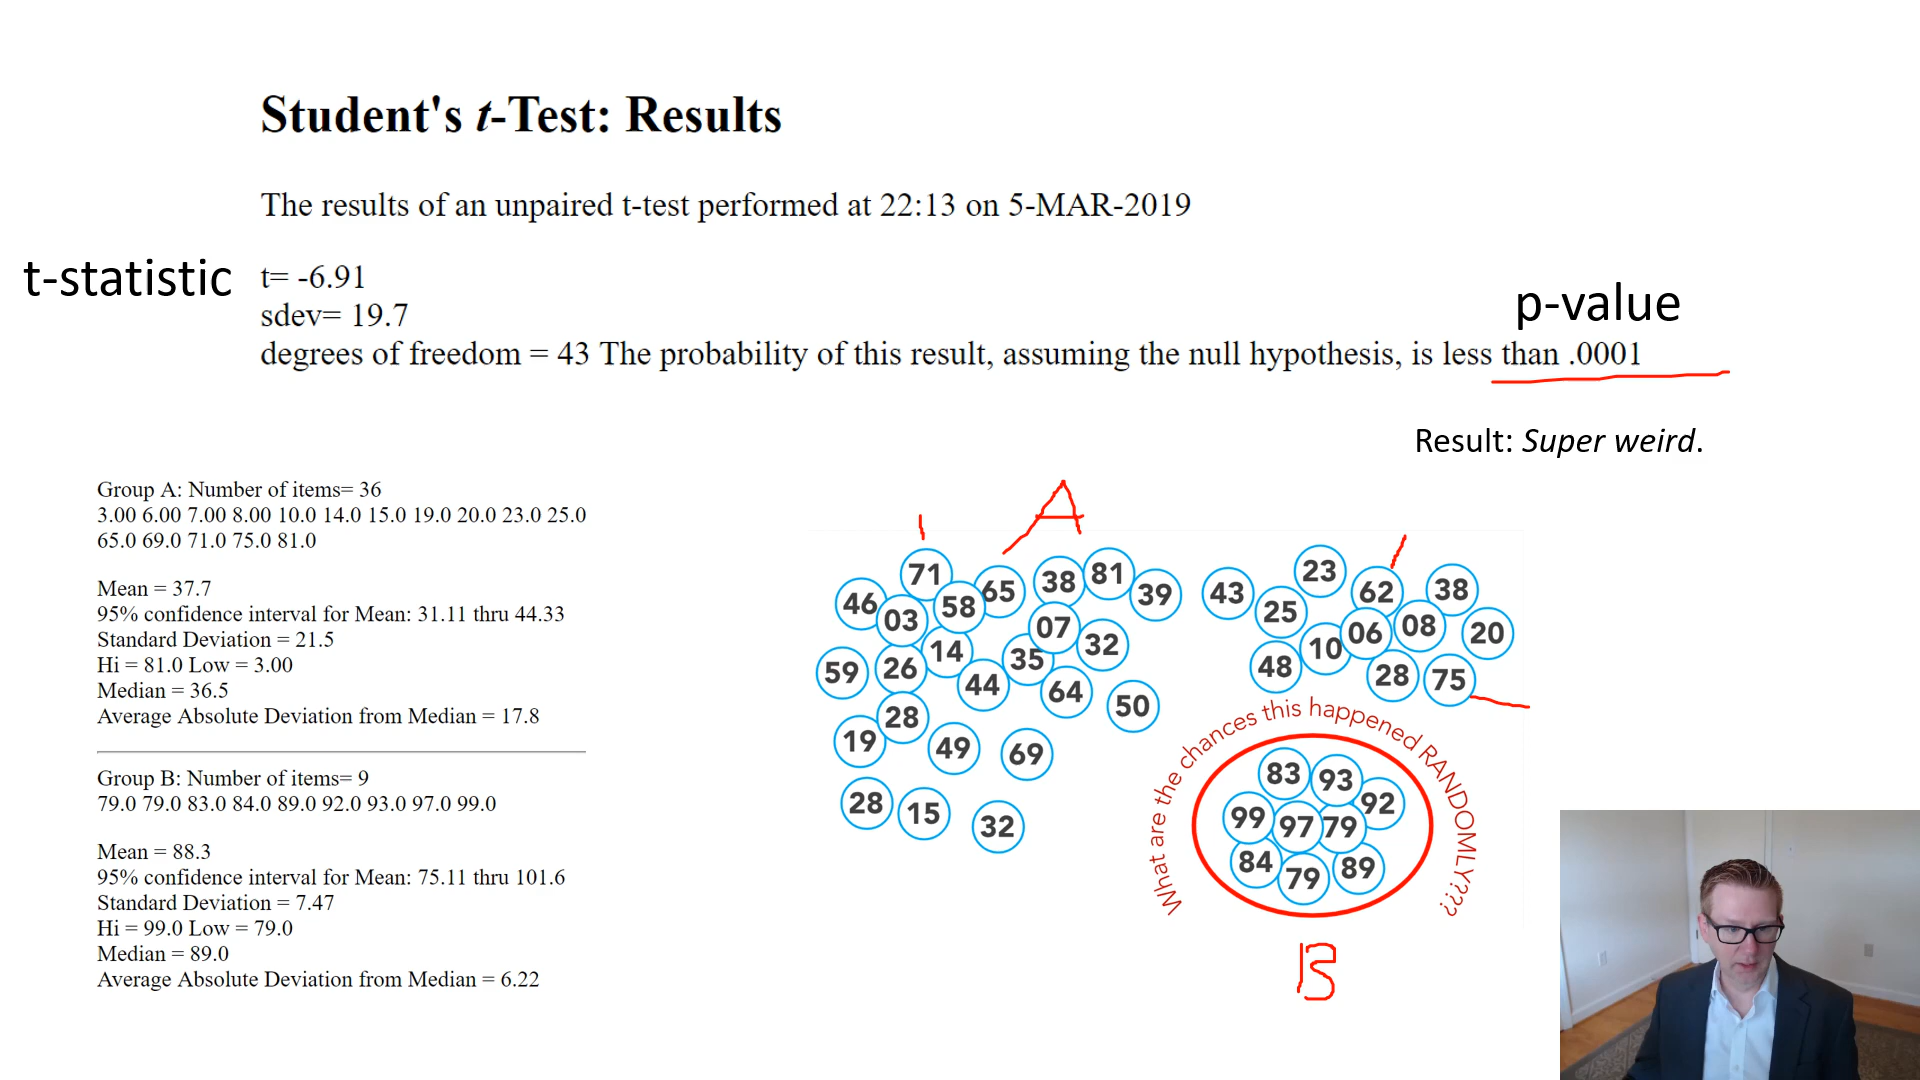 Student's t-Test: Results
The results of an unpaired t-test performed at 22:13 on 5-MAR-2019
t-statistic
t= -6.91
sdev= 19.7
p-value
degrees of freedom = 43 The probability of this result, assuming the null hypothesis, is less than .0001
Result: Super weird.
Group A: Number of items= 36
3.00 6.00 7.00 8.00 10.0 14.0 15.0 19.0 20.0 23.0 25.0
65.0 69.0 71.0 75.0 81.0
Mean = 37.7
95% confidence interval for Mean: 31.11 thru 44.33
Standard Deviation = 21.5
Hi = 81.0 Low = 3.00
Median = 36.5
Average Absolute Deviation from Median = 17.8
Group B: Number of items= 9
79.0 79.0 83.0 84.0 89.0 92.0 93.0 97.0 99.0
Mean = 88.3
95% confidence interval for Mean: 75.11 thru 101.6
Standard Deviation = 7.47
Hi = 99.0 Low = 79.0
Median = 89.0
Average Absolute Deviation from Median = 6.22
A
71 65 38 81 39
46 03 58 07 32
59 26 14 44 35 64 50
28 19 49 69
28 15 32
43 23 62 38
25 10 06 08 20
48 28 75
What are the chances this happened RANDOMLY???
83 93 92
99 97 79
84 79 89
B